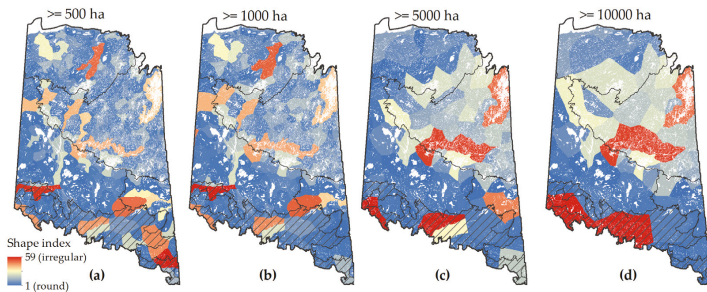 >= 500 ha
>= 1000 ha
>= 5000 ha
>= 10000 ha
Shape index
59 (irregular)
1 (round)
(a)
(b)
(c)
(d)